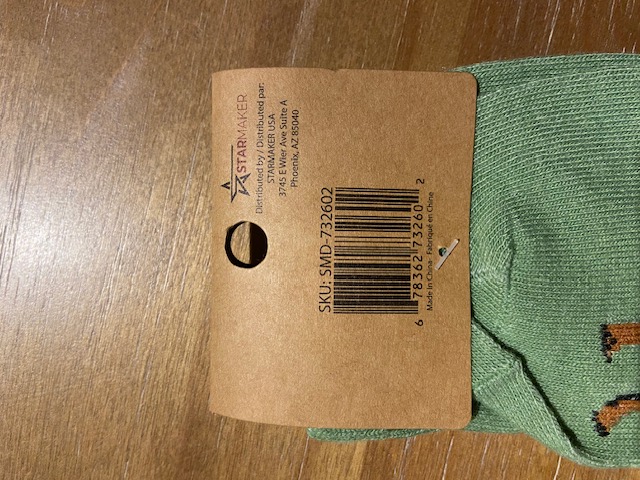 STARMAKER
Distributed by / Distributed par:
STARMAKER USA
3745 E Wier Ave Suite A
Phoenix, AZ 85040
SKU: SMD-732602
6 78362 73260 2
Made In China · Fabriqué en Chine